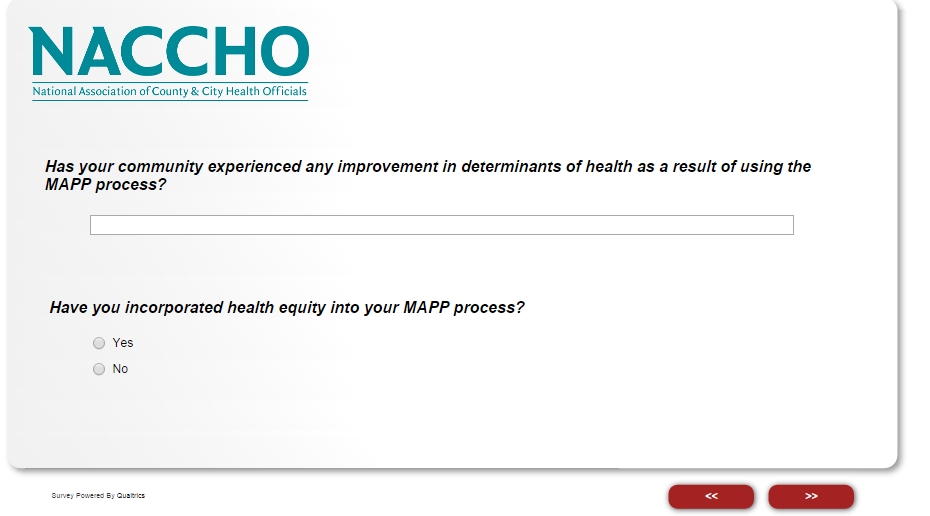 NACCHO
National Association of County & City Health Officials
Has your community experienced any improvement in determinants of health as a result of using the
MAPP process?
Have you incorporated health equity into your MAPP process?
Yes
No
Survey Powered By Qualtrics
<<
>>